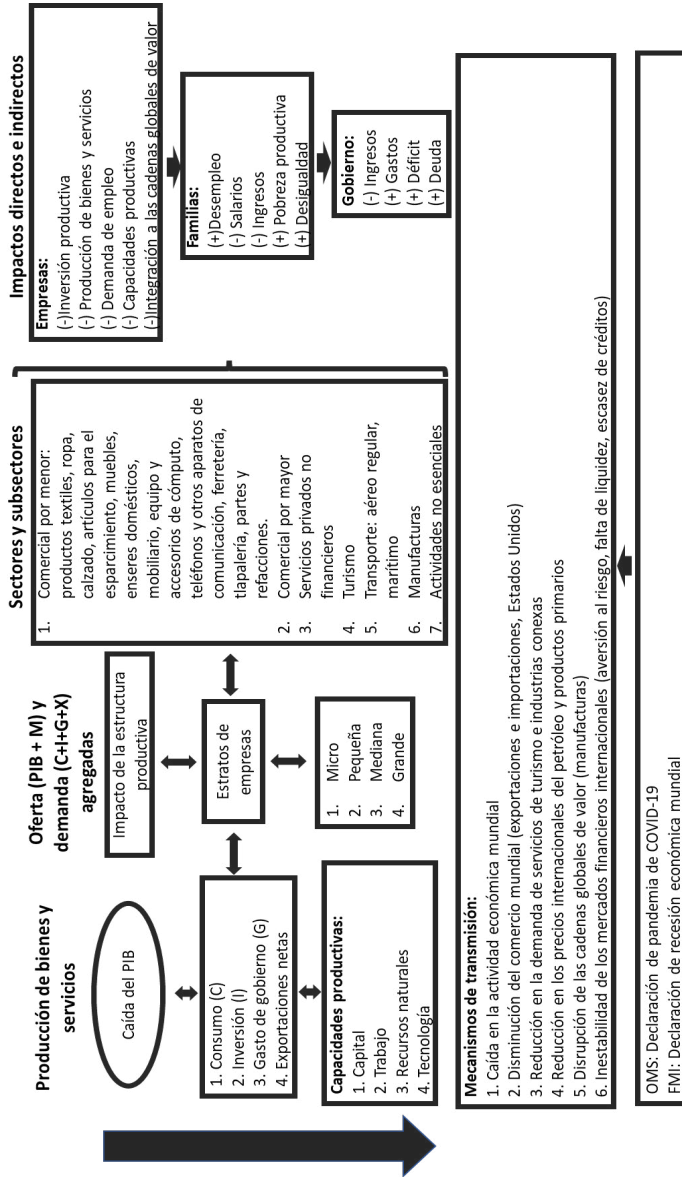 Producción de bienes y
servicios
Caída del PIB
1. Consumo (C)
2. Inversión (I)
3. Gasto de gobierno (G)
4. Exportaciones netas
Capacidades productivas:
1. Capital
2. Trabajo
3. Recursos naturales
4. Tecnología
Oferta (PIB + M) y
demanda (C+I+G+X)
agregadas
Impacto de la estructura
productiva
Estratos de
empresas
1. Micro
2. Pequeña
3. Mediana
4. Grande
Sectores y subsectores
1. Comercial por menor:
productos textiles, ropa,
calzado, artículos para el
esparcimiento, muebles,
enseres domésticos,
mobiliario, equipo y
accesorios de cómputo,
teléfonos y otros aparatos de
comunicación, ferretería,
tlapalería, partes y
refacciones.
2. Comercial por mayor
3. Servicios privados no
financieros
4. Turismo
5. Transporte: aéreo regular,
marítimo
6. Manufacturas
7. Actividades no esenciales
Impactos directos e indirectos
Empresas:
(-)Inversión productiva
(-) Producción de bienes y servicios
(-) Demanda de empleo
(-) Capacidades productivas
(-)Integración a las cadenas globales de valor
Familias:
(+)Desempleo
(-) Salarios
(-) Ingresos
(+) Pobreza productiva
(+) Desigualdad
Gobierno:
(-) Ingresos
(+) Gastos
(+) Déficit
(+) Deuda
Mecanismos de transmisión:
1. Caída en la actividad económica mundial
2. Disminución del comercio mundial (exportaciones e importaciones, Estados Unidos)
3. Reducción en la demanda de servicios de turismo e industrias conexas
4. Reducción en los precios internacionales del petróleo y productos primarios
5. Disrupción de las cadenas globales de valor (manufacturas)
6. Inestabilidad de los mercados financieros internacionales (aversión al riesgo, falta de liquidez, escasez de créditos)
OMS: Declaración de pandemia de COVID-19
FMI: Declaración de recesión económica mundial